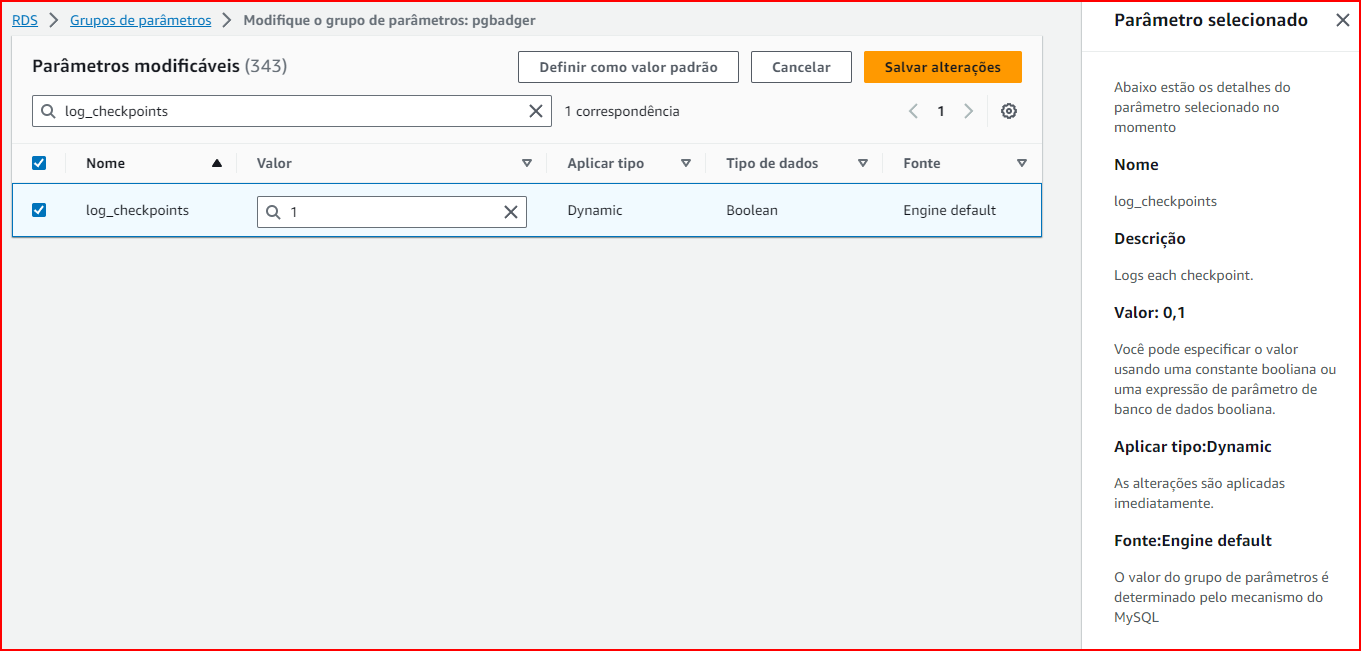 RDS > Grupos de parâmetros > Modifique o grupo de parâmetros: pgbadger
Parâmetros modificáveis (343)
Definir como valor padrão
Cancelar
Salvar alterações
log_checkpoints
1 correspondência
1
Nome
Valor
Aplicar tipo
Tipo de dados
Fonte
log_checkpoints
1
Dynamic
Boolean
Engine default
Parâmetro selecionado
Abaixo estão os detalhes do
parâmetro selecionado no
momento
Nome
log_checkpoints
Descrição
Logs each checkpoint.
Valor: 0,1
Você pode especificar o valor
usando uma constante booliana ou
uma expressão de parâmetro de
banco de dados booliana.
Aplicar tipo:Dynamic
As alterações são aplicadas
imediatamente.
Fonte:Engine default
O valor do grupo de parâmetros é
determinado pelo mecanismo do
MySQL